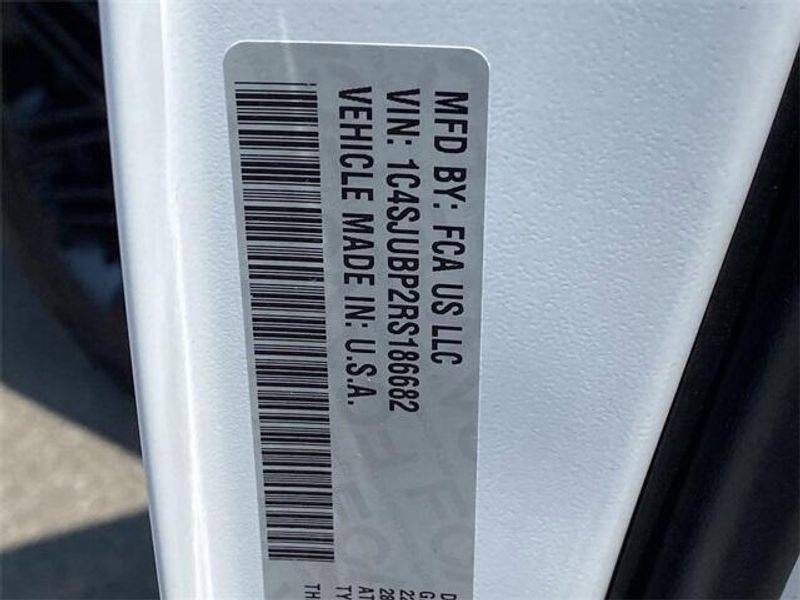 MFD BY: FCA US LLC
VIN: 1C4SJUBP2RS186682
VEHICLE MADE IN: U.S.A.